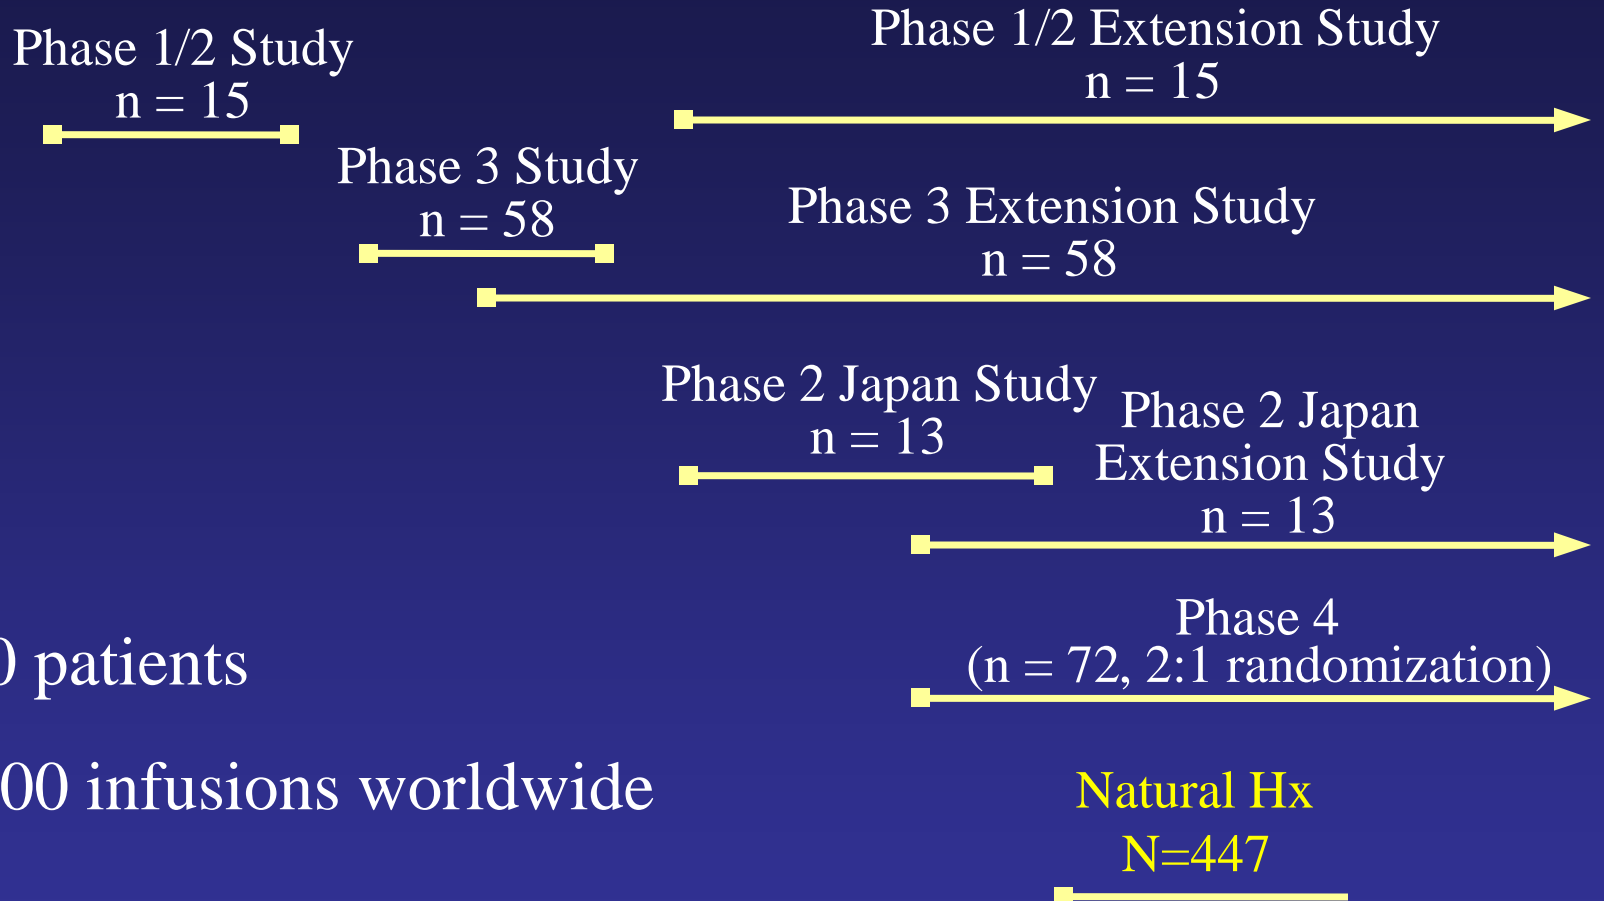 Phase 1/2 Study
n = 15
Phase 1/2 Extension Study
n = 15
Phase 3 Study
n = 58
Phase 3 Extension Study
n = 58
Phase 2 Japan Study
n = 13
Phase 2 Japan
Extension Study
n = 13
Phase 4
(n = 72, 2:1 randomization)
patients
infusions worldwide
Natural Hx
N=447